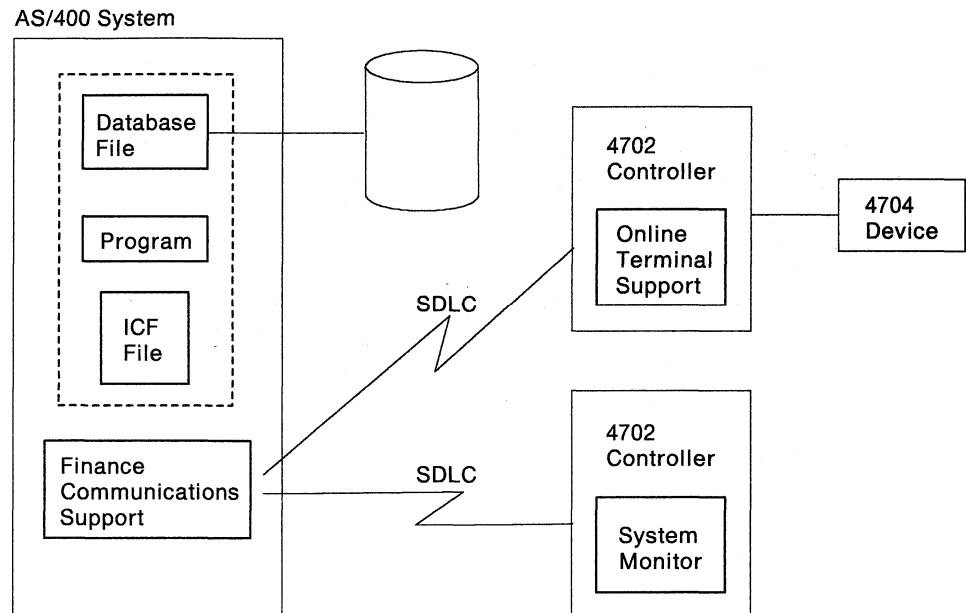 AS/400 System
Database
File
Program
ICF
File
Finance
Communications
Support
SDLC
SDLC
4702
Controller
Online
Terminal
Support
4704
Device
4702
Controller
System
Monitor